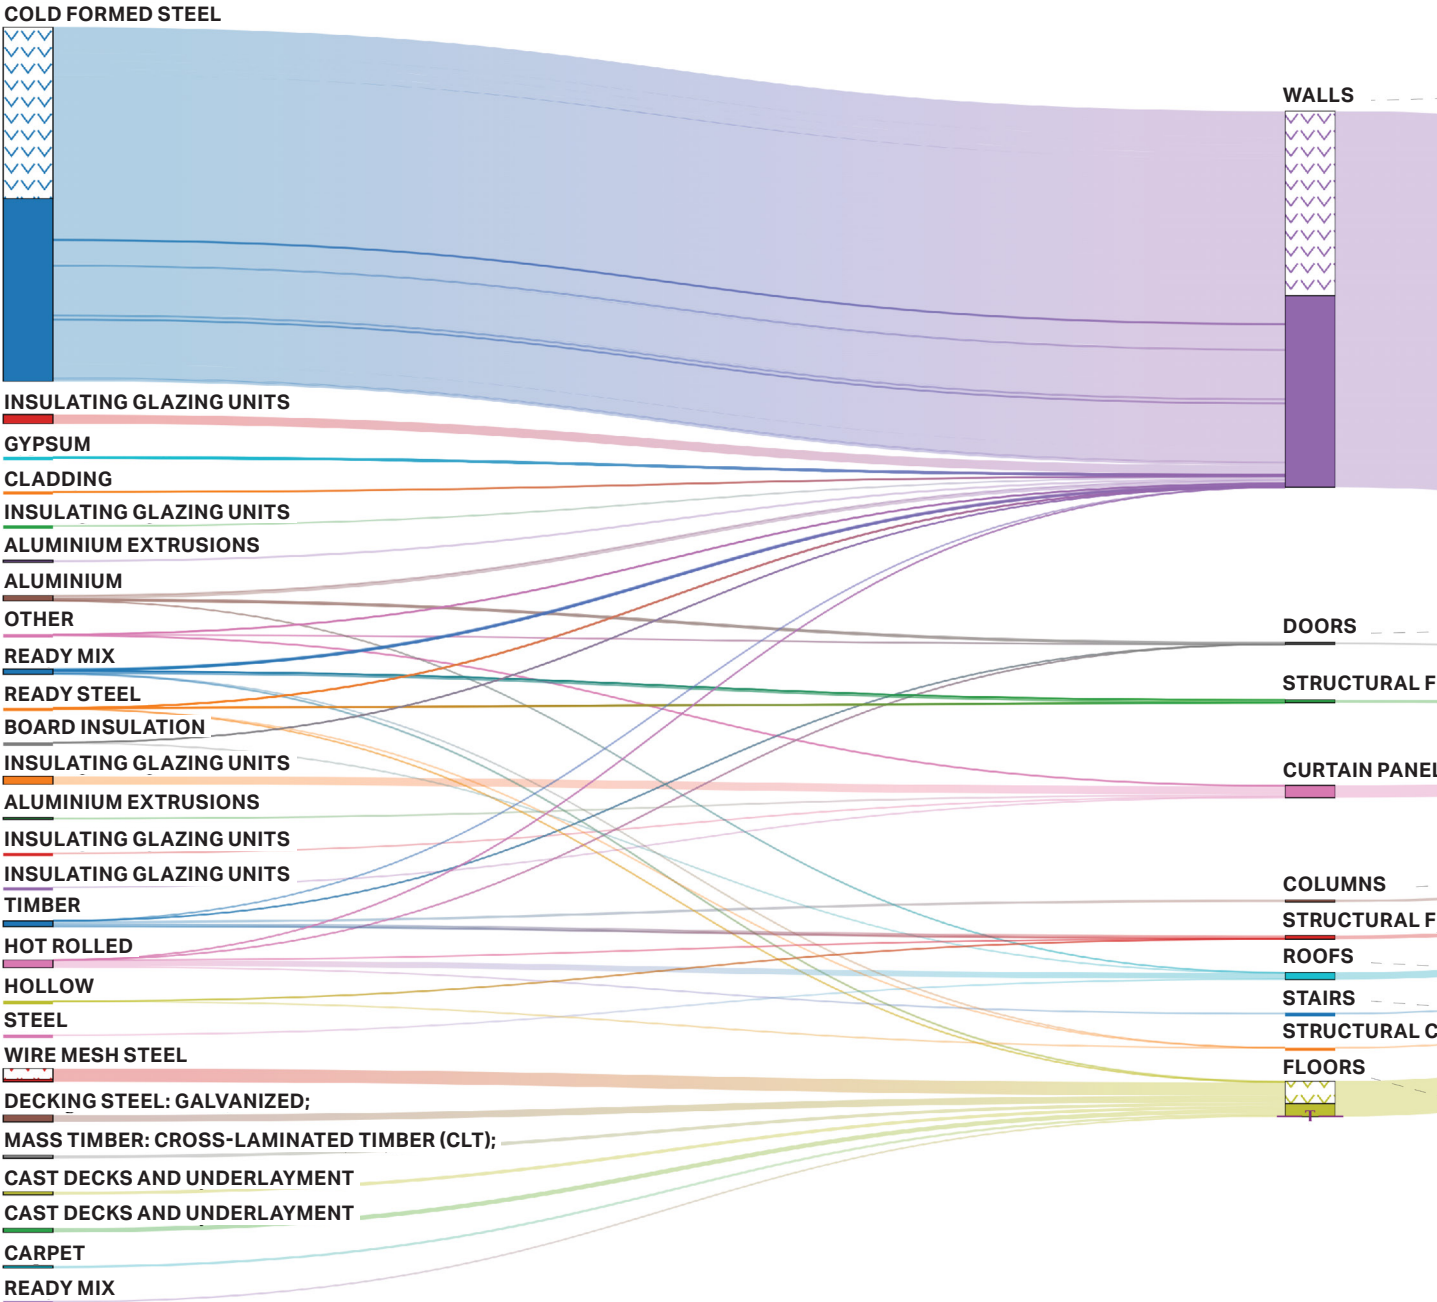 COLD FORMED STEEL
WALLS
INSULATING GLAZING UNITS
GYPSUM
CLADDING
INSULATING GLAZING UNITS
ALUMINIUM EXTRUSIONS
ALUMINIUM
OTHER
DOORS
READY MIX
STRUCTURAL F
READY STEEL
BOARD INSULATION
INSULATING GLAZING UNITS
CURTAIN PANEL
ALUMINIUM EXTRUSIONS
INSULATING GLAZING UNITS
INSULATING GLAZING UNITS
COLUMNS
TIMBER
STRUCTURAL F
HOT ROLLED
ROOFS
HOLLOW
STAIRS
STEEL
STRUCTURAL C
WIRE MESH STEEL
FLOORS
DECKING STEEL: GALVANIZED;
T
MASS TIMBER: CROSS-LAMINATED TIMBER (CLT);
CAST DECKS AND UNDERLAYMENT
CAST DECKS AND UNDERLAYMENT
CARPET
READY MIX